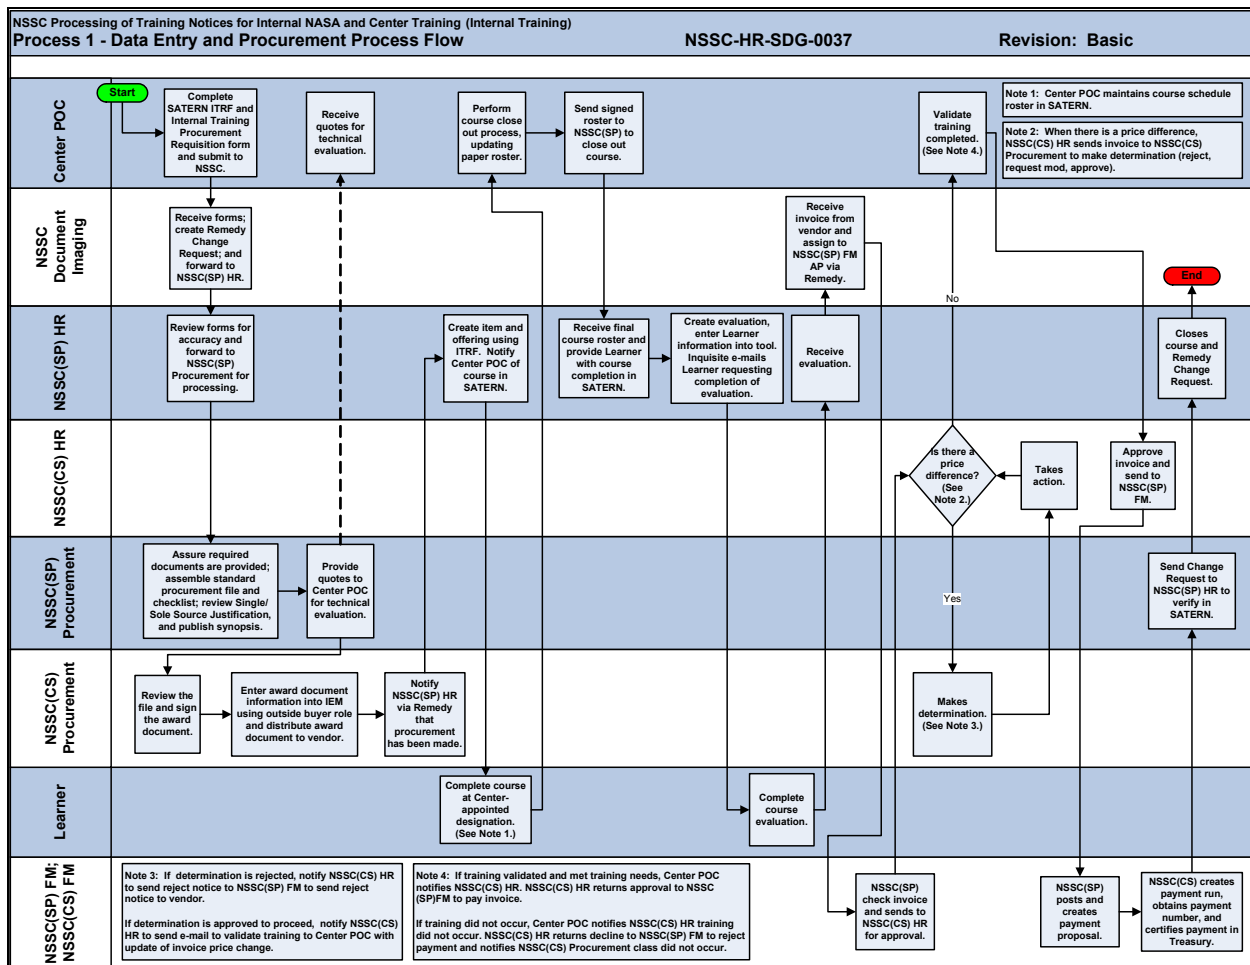 NSSC Processing of Training Notices for Internal NASA and Center Training (Internal Training)
Process 1 - Data Entry and Procurement Process Flow
NSSC-HR-SDG-0037
Revision: Basic
Center POC
Start
Complete
SATERN ITRF and
Internal Training
Procurement
Requisition form
and submit to
NSSC.
Receive
quotes for
technical
evaluation.
Perform
course close
out process,
updating
paper roster.
Send signed
roster to
NSSC(SP) to
close out
course.
Validate
training
completed.
(See Note 4.)
Note 1: Center POC maintains course schedule
roster in SATERN.
Note 2: When there is a price difference,
NSSC(CS) HR sends invoice to NSSC(CS)
Procurement to make determination (reject,
request mod, approve).
NSSC
Document
Imaging
Receive forms;
create Remedy
Change
Request; and
forward to
NSSC(SP) HR.
Receive
invoice from
vendor and
assign to
NSSC(SP) FM
AP via
Remedy.
No
End
NSSC(SP) HR
Review forms for
accuracy and
forward to
NSSC(SP)
Procurement for
processing.
Create item and
offering using
ITRF. Notify
Center POC of
course in
SATERN.
Receive final
course roster and
provide Learner
with course
completion in
SATERN.
Create evaluation,
enter Learner
information into tool.
Inquisite e-mails
Learner requesting
completion of
evaluation.
Receive
evaluation.
Closes
course and
Remedy
Change
Request.
NSSC(CS) HR
Is there a
price
difference?
(See
Note 2.)
Takes
action.
Approve
invoice and
send to
NSSC(SP)
FM.
NSSC(SP)
Procurement
Assure required
documents are provided;
assemble standard
procurement file and
checklist; review Single/
Sole Source Justification,
and publish synopsis.
Provide
quotes to
Center POC
for technical
evaluation.
Yes
Send Change
Request to
NSSC(SP) HR to
verify in
SATERN.
NSSC(CS)
Procurement
Review the
file and sign
the award
document.
Enter award document
information into IEM
using outside buyer role
and distribute award
document to vendor.
Notify
NSSC(SP) HR
via Remedy
that
procurement
has been made.
Makes
determination.
(See Note 3.)
Learner
Complete course
at Center-
appointed
designation.
(See Note 1.)
Complete
course
evaluation.
NSSC(SP) FM;
NSSC(CS) FM
Note 3: If determination is rejected, notify NSSC(CS) HR
to send reject notice to NSSC(SP) FM to send reject
notice to vendor.
If determination is approved to proceed, notify NSSC(CS)
HR to send e-mail to validate training to Center POC with
update of invoice price change.
Note 4: If training validated and met training needs, Center POC
notifies NSSC(CS) HR. NSSC(CS) HR returns approval to NSSC
(SP)FM to pay invoice.
If training did not occur, Center POC notifies NSSC(CS) HR training
did not occur. NSSC(CS) HR returns decline to NSSC(SP) FM to reject
payment and notifies NSSC(CS) Procurement class did not occur.
NSSC(SP)
check invoice
and sends to
NSSC(CS) HR
for approval.
NSSC(SP)
posts and
creates
payment
proposal.
NSSC(CS) creates
payment run,
obtains payment
number, and
certifies payment in
Treasury.